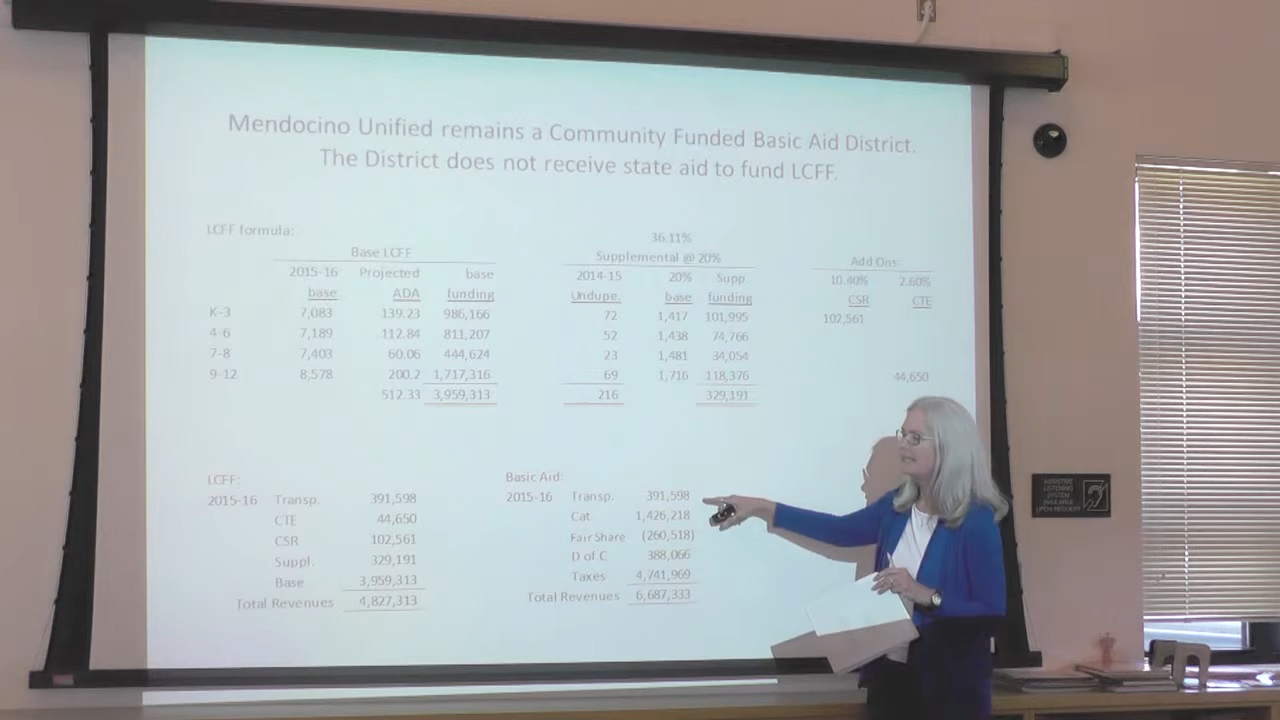 Mendocino Unified remains a Community Funded Basic Aid District.
The District does not receive state aid to fund LCFF.
LCFF formula:
36.11%
Base LCFF
Supplemental @ 20%
Add Ons:
2015-16 Projected base 2014-15 20% Supp. 10.40% 2.60%
base ADA funding Undupe. base funding CSR CTE
K-3 7,083 139.23 986,166 72 1,417 101,995 102,561
4-6 7,189 112.84 811,207 52 1,438 74,766
7-8 7,403 60.06 444,624 23 1,481 34,054
9-12 8,578 200.2 1,717,316 69 1,716 118,376 44,650
512.33 3,959,313 216 329,191
LCFF:
2015-16 Transp. 391,598
CTE 44,650
CSR 102,561
Suppl. 329,191
Base 3,959,313
Total Revenues 4,827,313
Basic Aid:
2015-16 Transp. 391,598
Cat 1,426,218
Fair Share (260,518)
D of C 388,066
Taxes 4,741,969
Total Revenues 6,687,333
ASSISTIVE
LISTENING
SYSTEM
AVAILABLE
UPON REQUEST